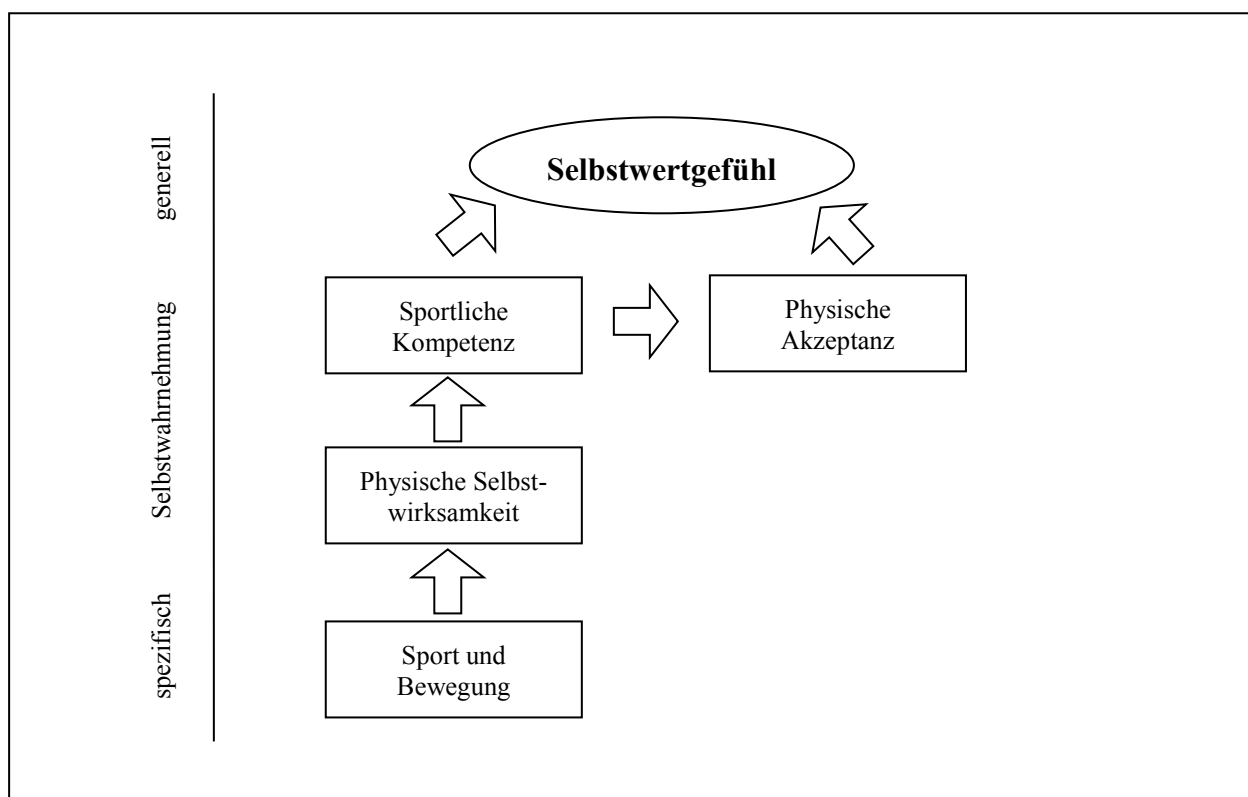 generell
Selbstwahrnehmung
spezifisch
Selbstwertgefühl
Sportliche
Kompetenz
Physische
Akzeptanz
Physische Selbst-
wirksamkeit
Sport und
Bewegung